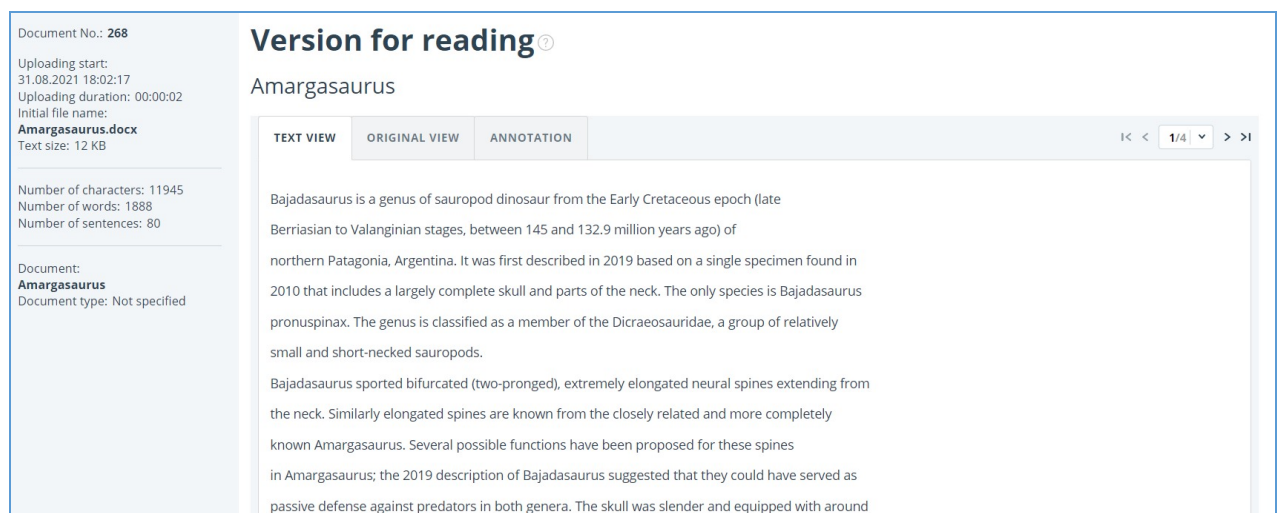 Document No.: 268
Uploading start:
31.08.2021 18:02:17
Uploading duration: 00:00:02
Initial file name:
Amargasaurus.docx
Text size: 12 KB
Number of characters: 11945
Number of words: 1888
Number of sentences: 80
Document:
Amargasaurus
Document type: Not specified
Version for reading ?
Amargasaurus
TEXT VIEW ORIGINAL VIEW ANNOTATION 1/4
Bajadasaurus is a genus of sauropod dinosaur from the Early Cretaceous epoch (late
Berriasian to Valanginian stages, between 145 and 132.9 million years ago) of
northern Patagonia, Argentina. It was first described in 2019 based on a single specimen found in
2010 that includes a largely complete skull and parts of the neck. The only species is Bajadasaurus
pronuspinax. The genus is classified as a member of the Dicraeosauridae, a group of relatively
small and short-necked sauropods.
Bajadasaurus sported bifurcated (two-pronged), extremely elongated neural spines extending from
the neck. Similarly elongated spines are known from the closely related and more completely
known Amargasaurus. Several possible functions have been proposed for these spines
in Amargasaurus; the 2019 description of Bajadasaurus suggested that they could have served as
passive defense against predators in both genera. The skull was slender and equipped with around